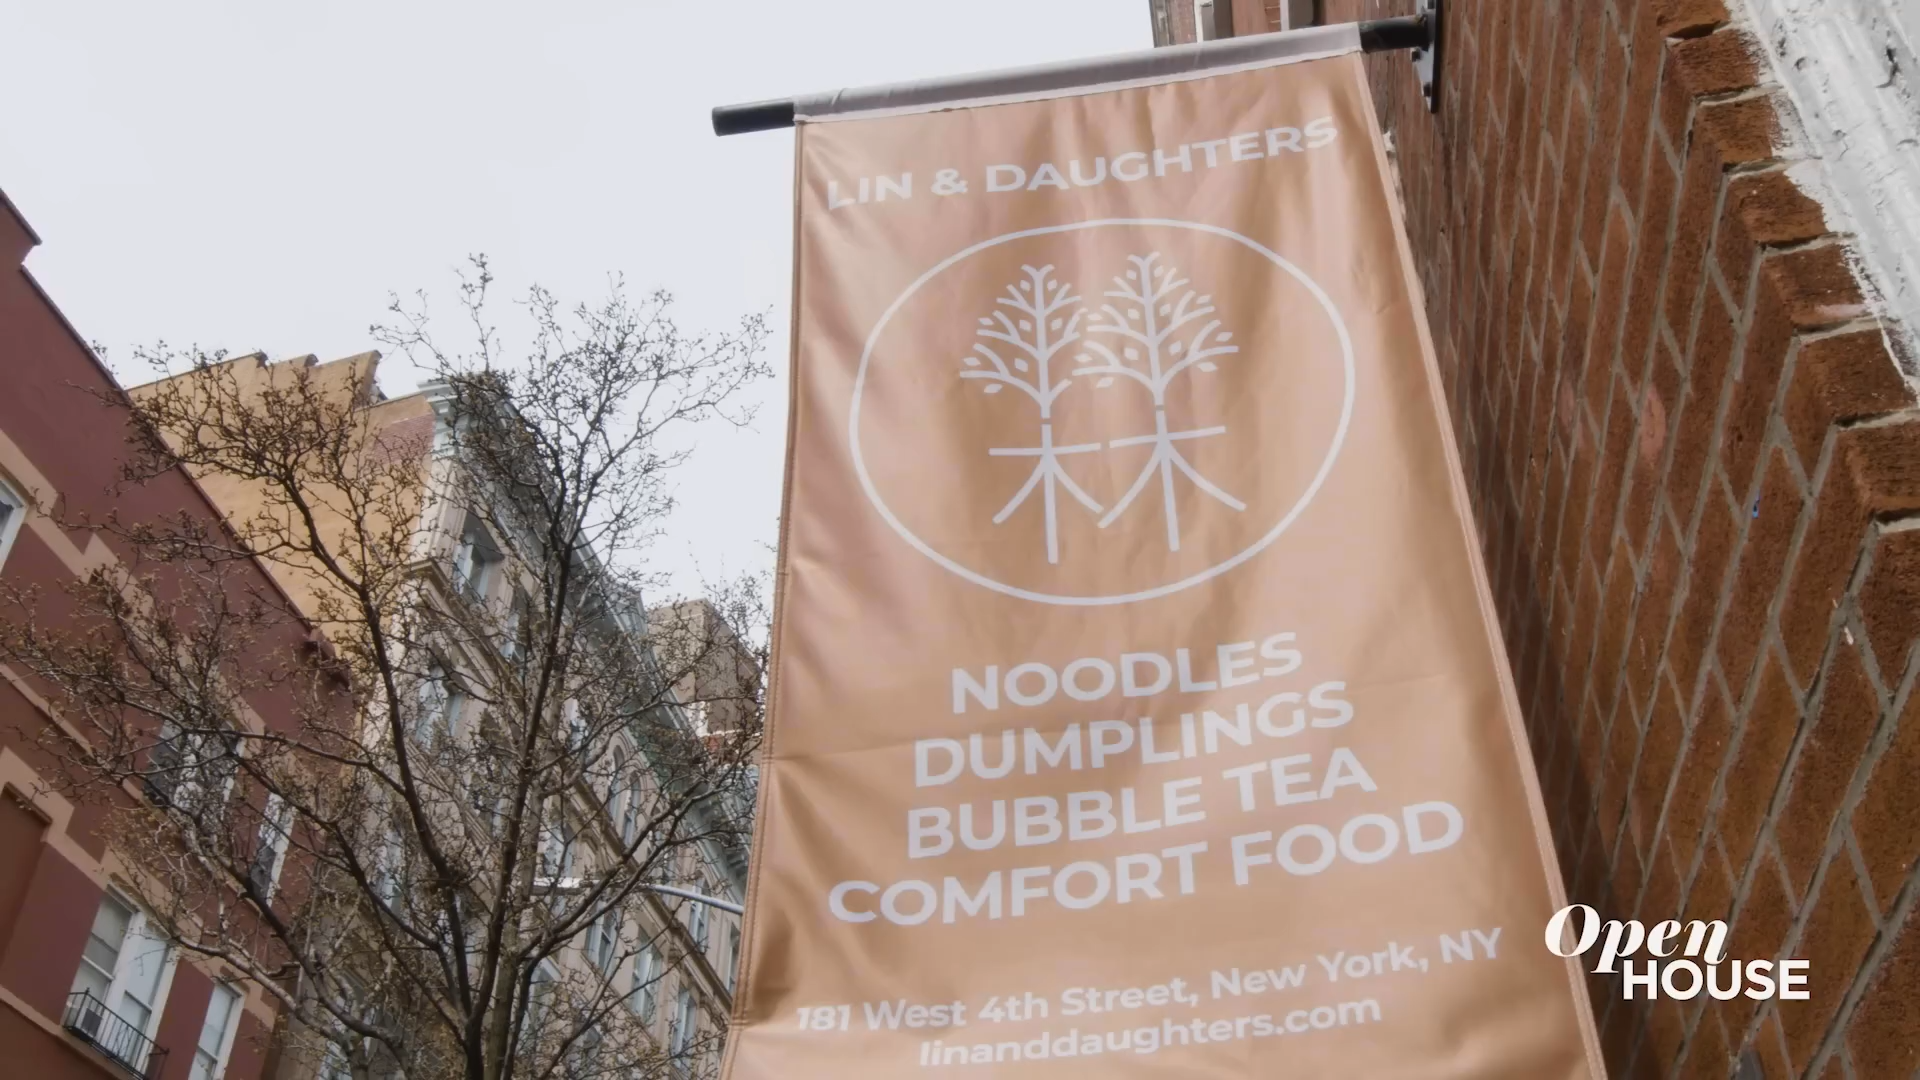 LIN & DAUGHTERS
NOODLES
DUMPLINGS
BUBBLE TEA
COMFORT FOOD
181 West 4th Street, New York, NY
linanddaughters.com
Open
HOUSE